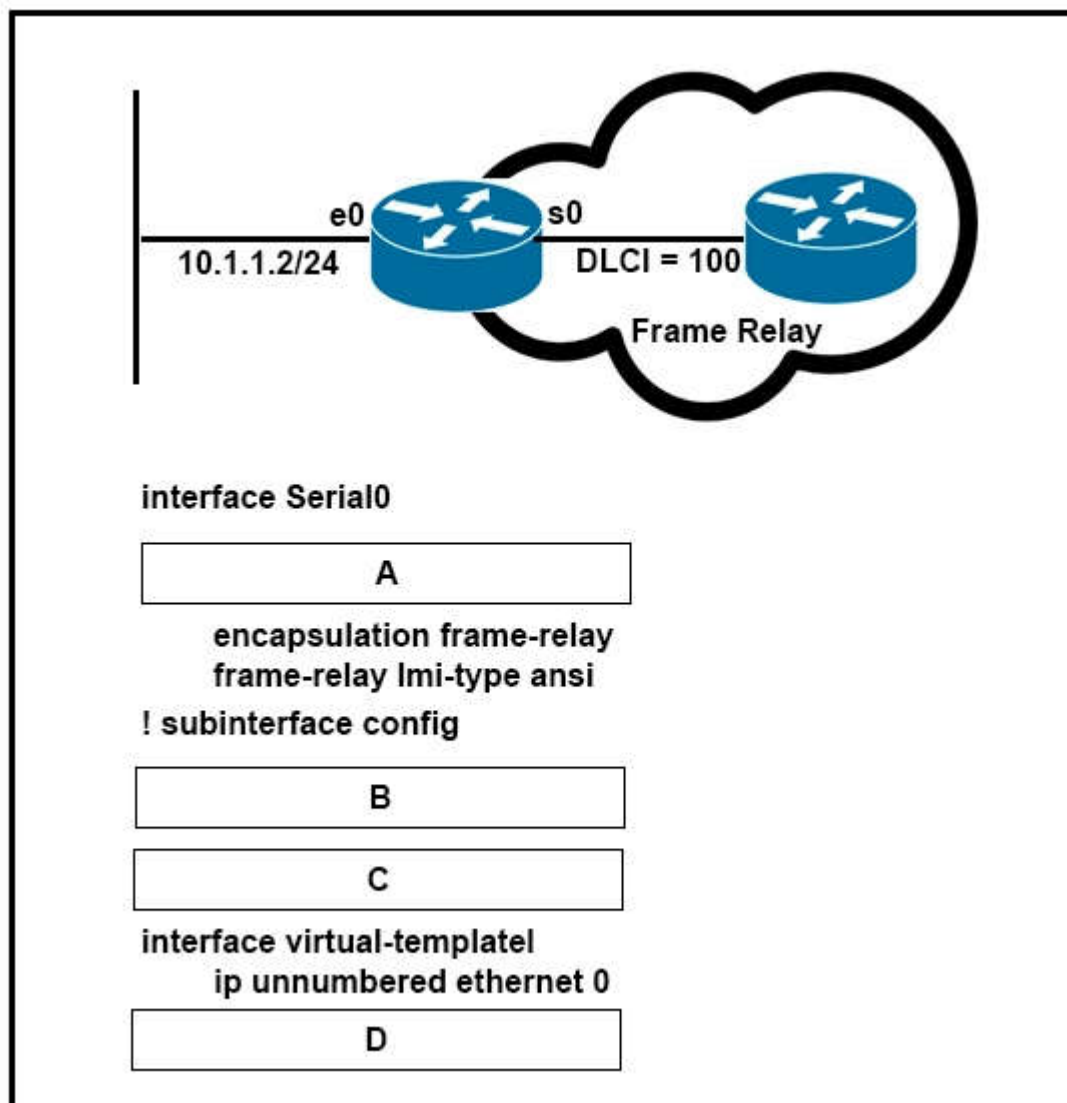 e0
s0
10.1.1.2/24
DLCI = 100
Frame Relay
interface Serial0
A
encapsulation frame-relay
frame-relay lmi-type ansi
! subinterface config
B
C
interface virtual-templatel
ip unnumbered ethernet 0
D